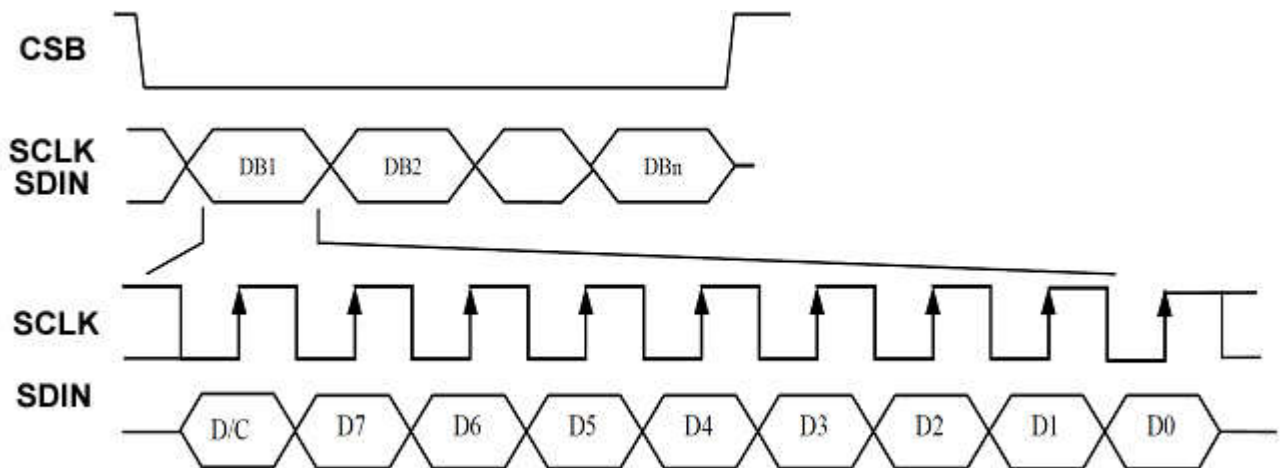 CSB
SCLK
SDIN
DB1 DB2 DBn
SCLK
SDIN
D/C D7 D6 D5 D4 D3 D2 D1 D0